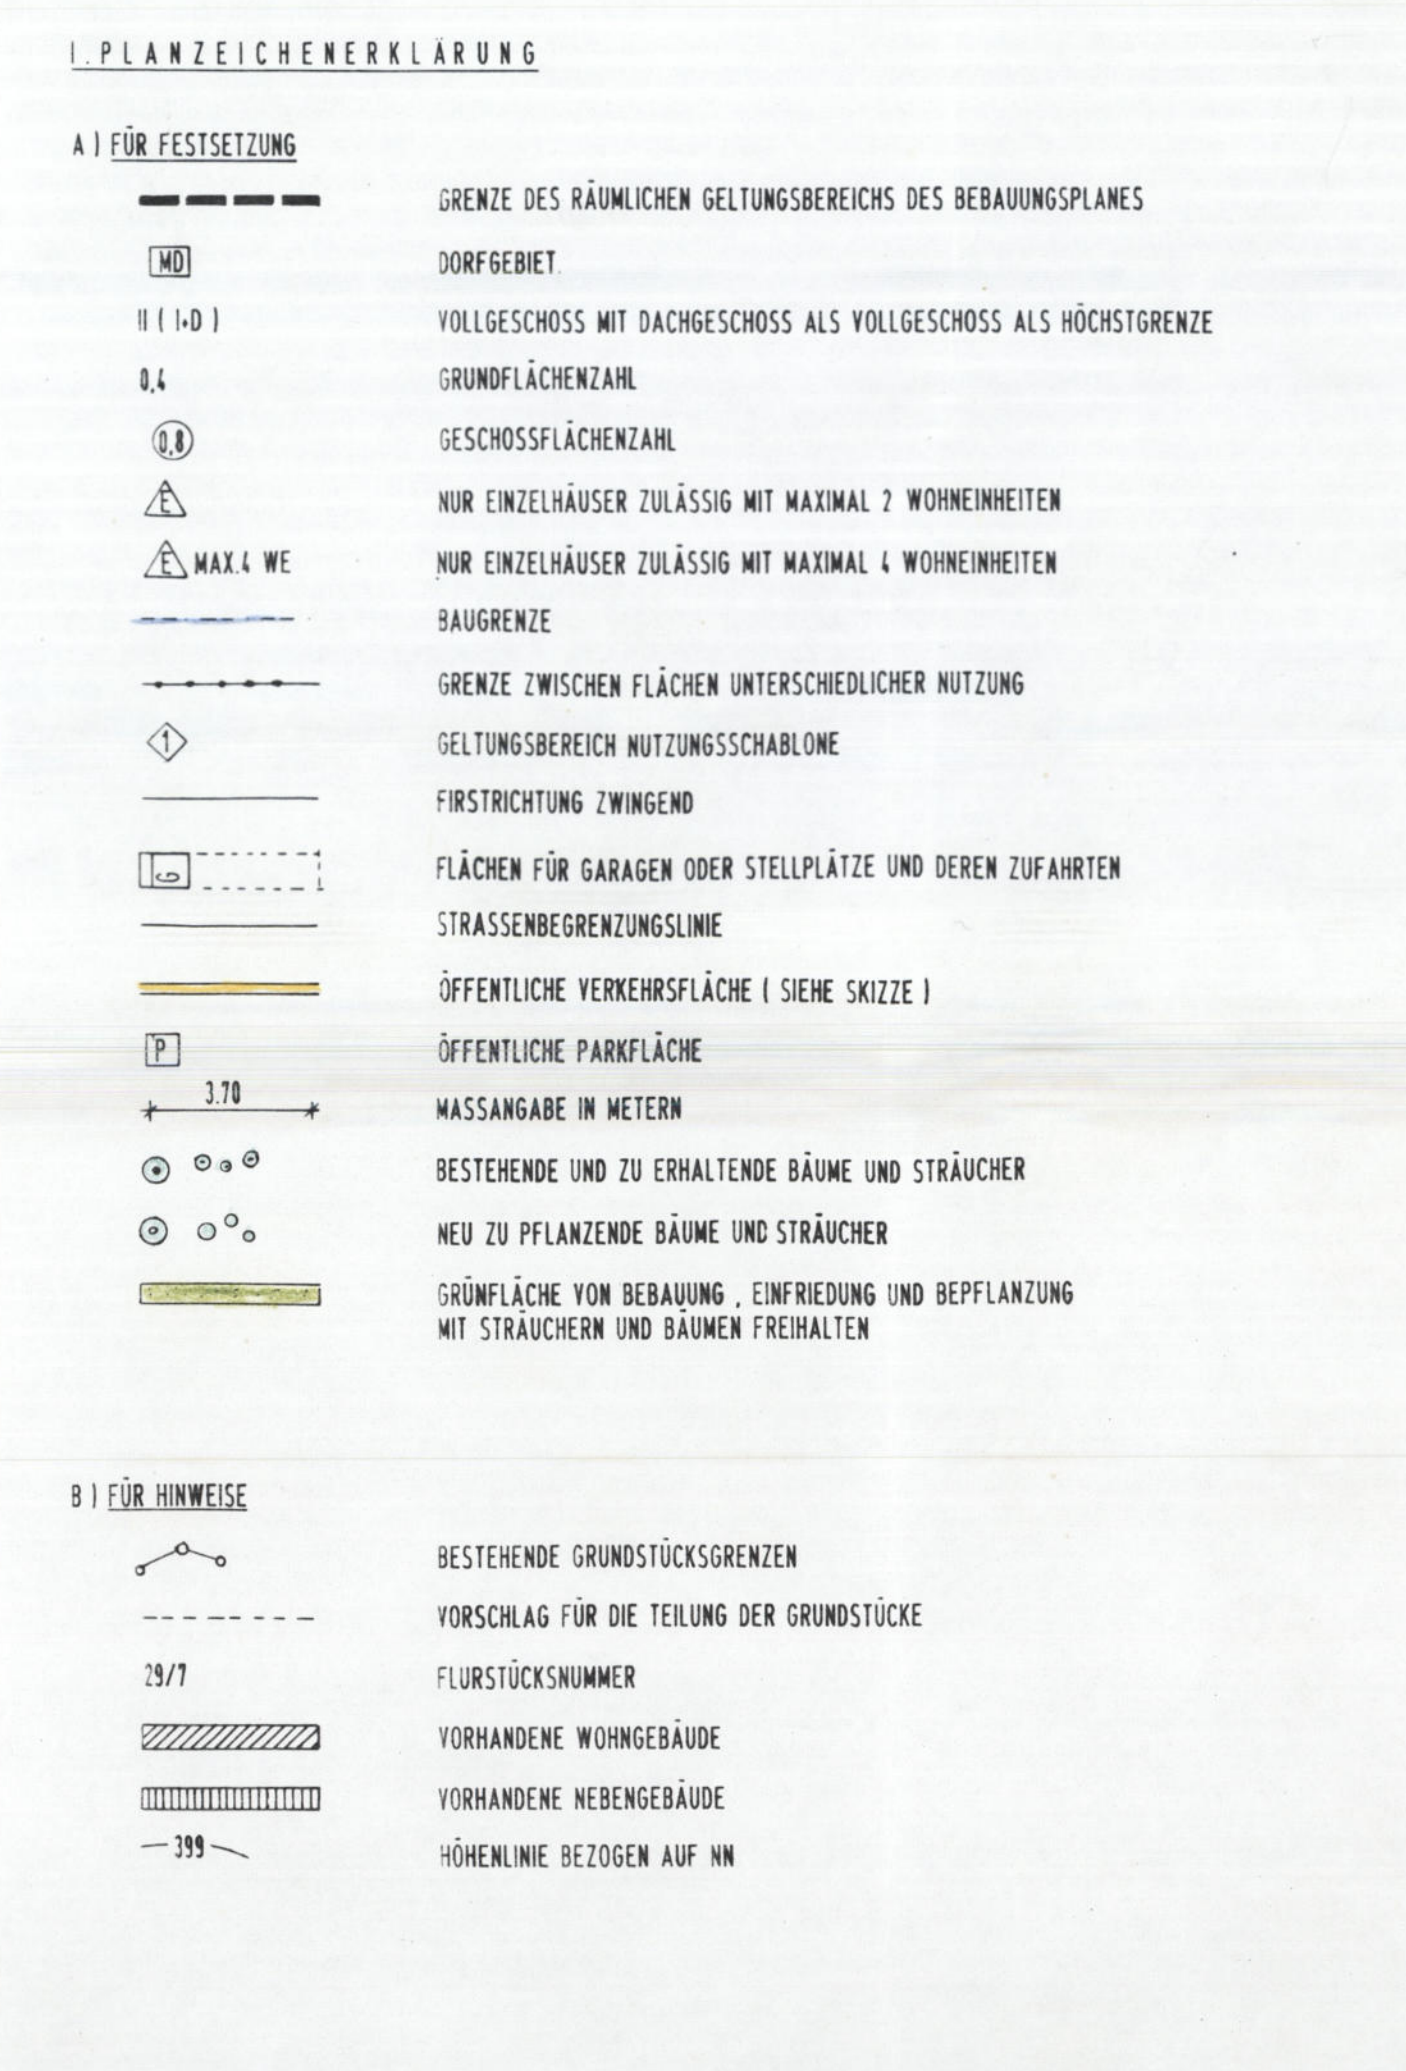 I. PLANZEICHENERKLÄRUNG
A) FÜR FESTSETZUNG
GRENZE DES RÄUMLICHEN GELTUNGSBEREICHS DES BEBAUUNGSPLANES
MD DORFGEBIET
II (I+D) VOLLGESCHOSS MIT DACHGESCHOSS ALS VOLLGESCHOSS ALS HÖCHSTGRENZE
0,4 GRUNDFLÄCHENZAHL
0,8 GESCHOSSFLÄCHENZAHL
E NUR EINZELHÄUSER ZULÄSSIG MIT MAXIMAL 2 WOHNEINHEITEN
E MAX.4 WE NUR EINZELHÄUSER ZULÄSSIG MIT MAXIMAL 4 WOHNEINHEITEN
BAUGRENZE
GRENZE ZWISCHEN FLÄCHEN UNTERSCHIEDLICHER NUTZUNG
1 GELTUNGSBEREICH NUTZUNGSSCHABLONE
FIRSTRICHTUNG ZWINGEND
G FLÄCHEN FÜR GARAGEN ODER STELLPLÄTZE UND DEREN ZUFAHRTEN
STRASSENBEGRENZUNGSLINIE
ÖFFENTLICHE VERKEHRSFLÄCHE ( SIEHE SKIZZE )
P ÖFFENTLICHE PARKFLÄCHE
3.70 MASSANGABE IN METERN
BESTEHENDE UND ZU ERHALTENDE BÄUME UND STRÄUCHER
NEU ZU PFLANZENDE BÄUME UND STRÄUCHER
GRÜNFLÄCHE VON BEBAUUNG , EINFRIEDUNG UND BEPFLANZUNG
MIT STRÄUCHERN UND BÄUMEN FREIHALTEN
B) FÜR HINWEISE
BESTEHENDE GRUNDSTÜCKSGRENZEN
VORSCHLAG FÜR DIE TEILUNG DER GRUNDSTÜCKE
29/7 FLURSTÜCKSNUMMER
VORHANDENE WOHNGEBÄUDE
VORHANDENE NEBENGEBÄUDE
399 HÖHENLINIE BEZOGEN AUF NN